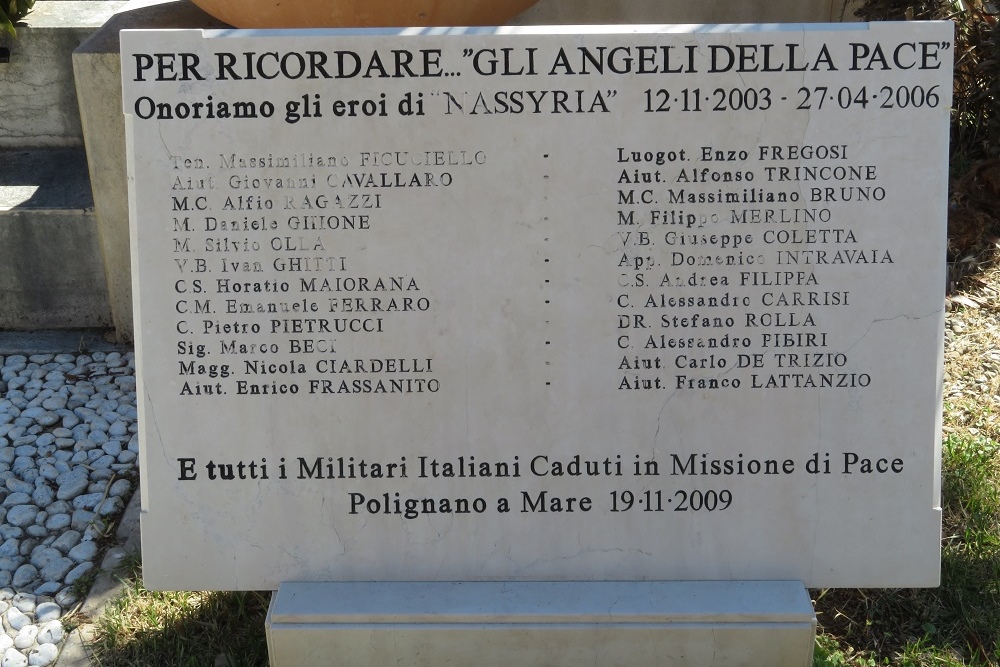 PER RICORDARE..."GLI ANGELI DELLA PACE"
Onoriamo gli eroi di "NASSYRIA" 12·11·2003 - 27·04·2006
Ten. Massimiliano FICUCIELLO - Luogot. Enzo FREGOSI
Aiut. Giovanni CAVALLARO - Aiut. Alfonso TRINCONE
M.C. Alfio RAGAZZI - M.C. Massimiliano BRUNO
M. Daniele GHIONE - M. Filippo MERLINO
M. Silvio OLLA - V.B. Giuseppe COLETTA
V.B. Ivan GHITTI - App. Domenico INTRAVAIA
C.S. Horatio MAIORANA - C.S. Andrea FILIPPA
C.M. Emanuele FERRARO - C. Alessandro CARRISI
C. Pietro PIETRUCCI - DR. Stefano ROLLA
Sig. Marco BECI - C. Alessandro PIBIRI
Magg. Nicola CIARDELLI - Aiut. Carlo DE TRIZIO
Aiut. Enrico FRASSANITO - Aiut. Franco LATTANZIO
E tutti i Militari Italiani Caduti in Missione di Pace
Polignano a Mare 19·11·2009